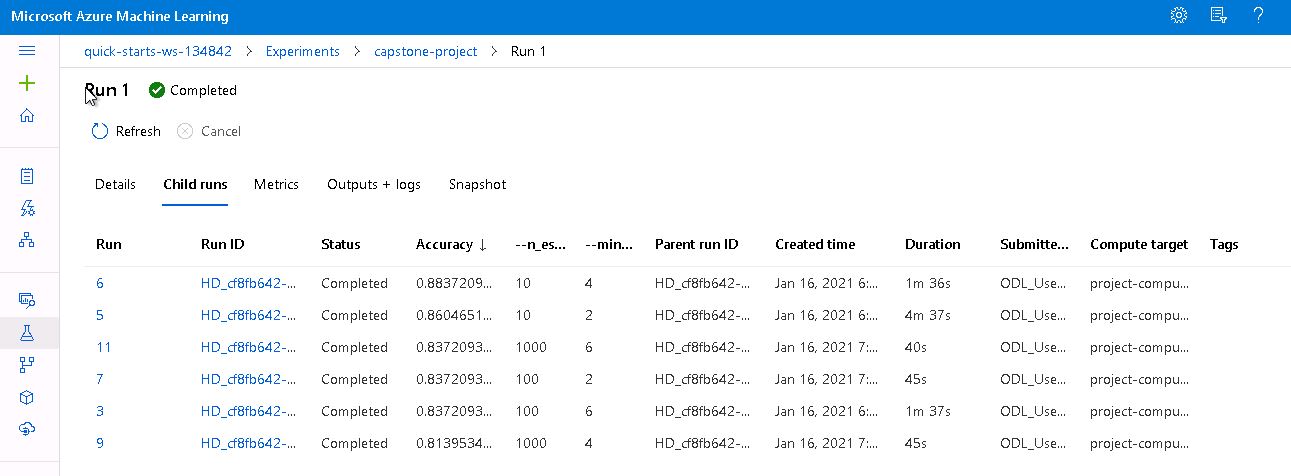 Microsoft Azure Machine Learning
quick-starts-ws-134842 > Experiments > capstone-project > Run 1
Run 1 Completed
Refresh Cancel
Details Child runs Metrics Outputs + logs Snapshot
Run Run ID Status Accuracy ↓ --n_es... --min... Parent run ID Created time Duration Submitte... Compute target Tags
6 HD_cf8fb642-... Completed 0.8837209... 10 4 HD_cf8fb642-... Jan 16, 2021 6:... 1m 36s ODL_Use... project-compu...
5 HD_cf8fb642-... Completed 0.8604651... 10 2 HD_cf8fb642-... Jan 16, 2021 6:... 4m 37s ODL_Use... project-compu...
11 HD_cf8fb642-... Completed 0.8372093... 1000 6 HD_cf8fb642-... Jan 16, 2021 7:... 40s ODL_Use... project-compu...
7 HD_cf8fb642-... Completed 0.8372093... 100 2 HD_cf8fb642-... Jan 16, 2021 7:... 45s ODL_Use... project-compu...
3 HD_cf8fb642-... Completed 0.8372093... 100 6 HD_cf8fb642-... Jan 16, 2021 6:... 1m 37s ODL_Use... project-compu...
9 HD_cf8fb642-... Completed 0.8139534... 1000 4 HD_cf8fb642-... Jan 16, 2021 7:... 45s ODL_Use... project-compu...